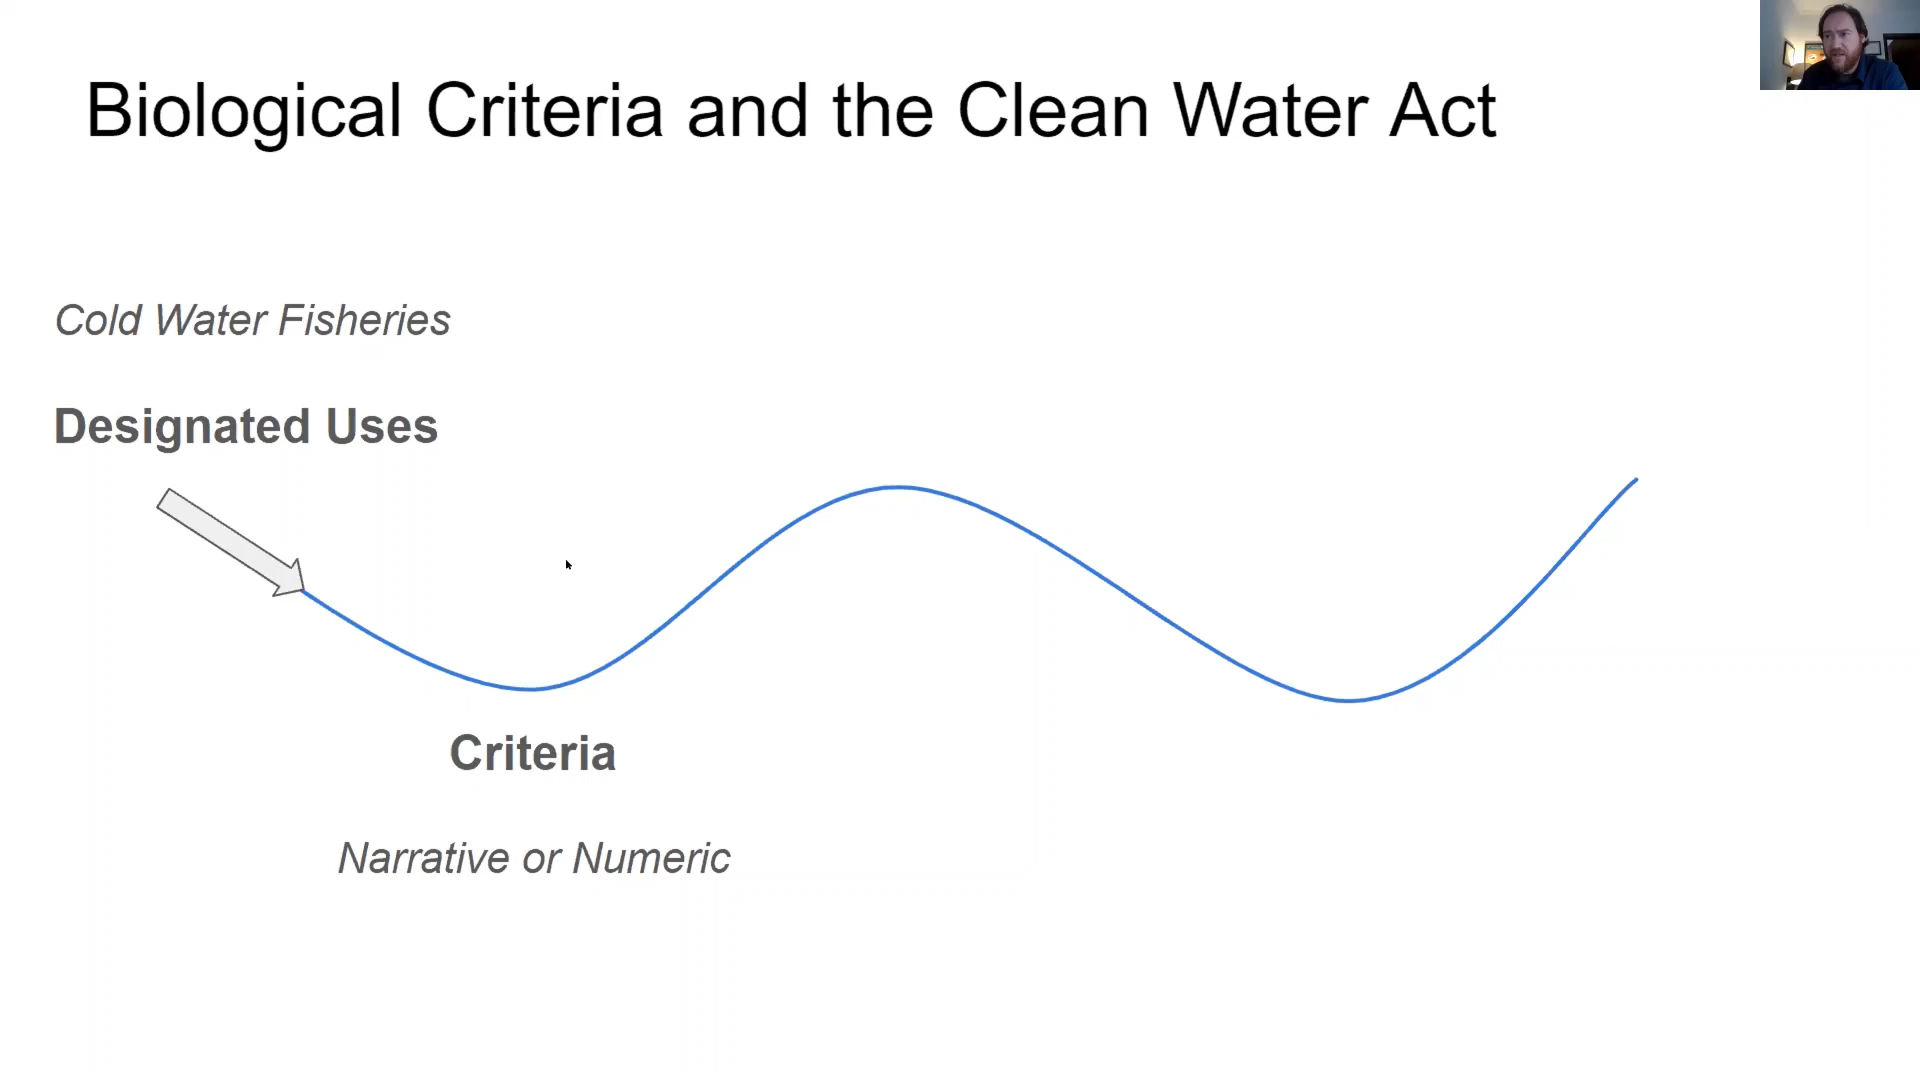 Biological Criteria and the Clean Water Act
Cold Water Fisheries
Designated Uses
Criteria
Narrative or Numeric